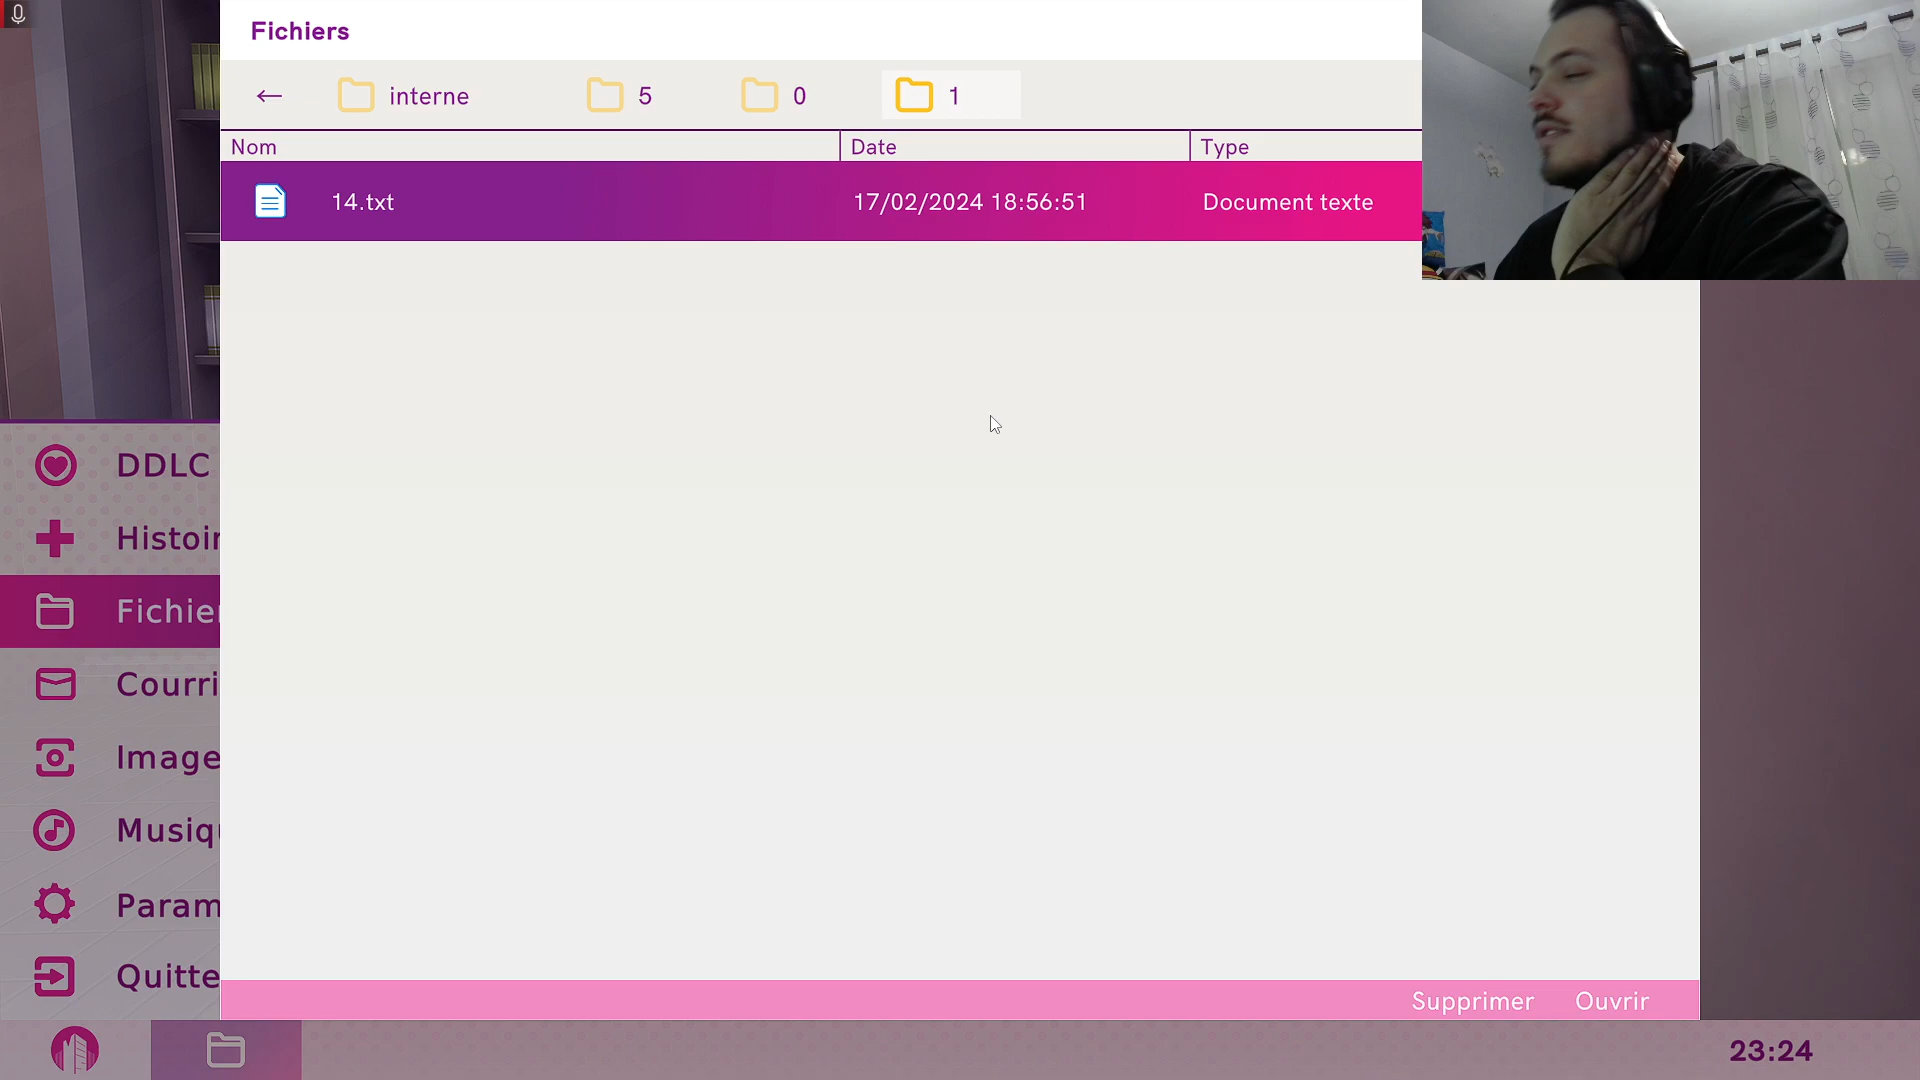 Fichiers
interne
5
0
1
Nom
Date
Type
14.txt
17/02/2024 18:56:51
Document texte
DDLC
Histoir
Fichier
Courri
Image
Musiqu
Param
Quitte
Supprimer
Ouvrir
23:24